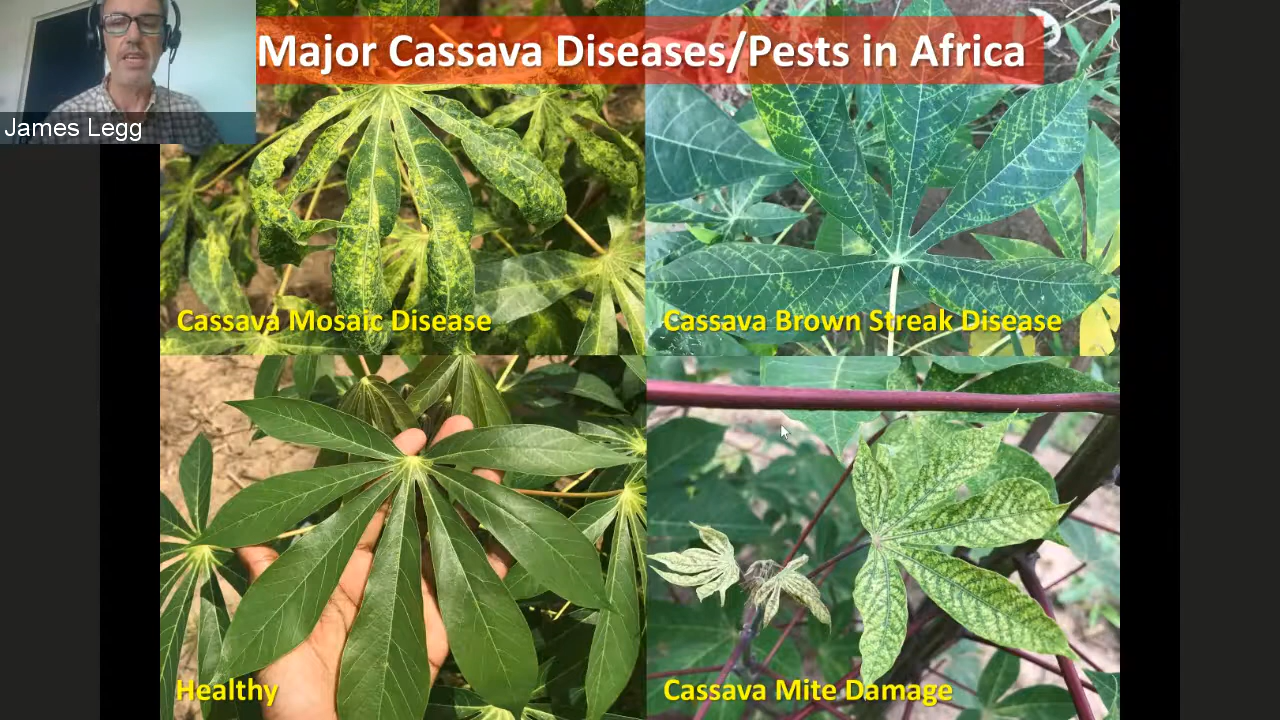 Major Cassava Diseases/Pests in Africa
James Legg
Cassava Mosaic Disease
Cassava Brown Streak Disease
Healthy
Cassava Mite Damage